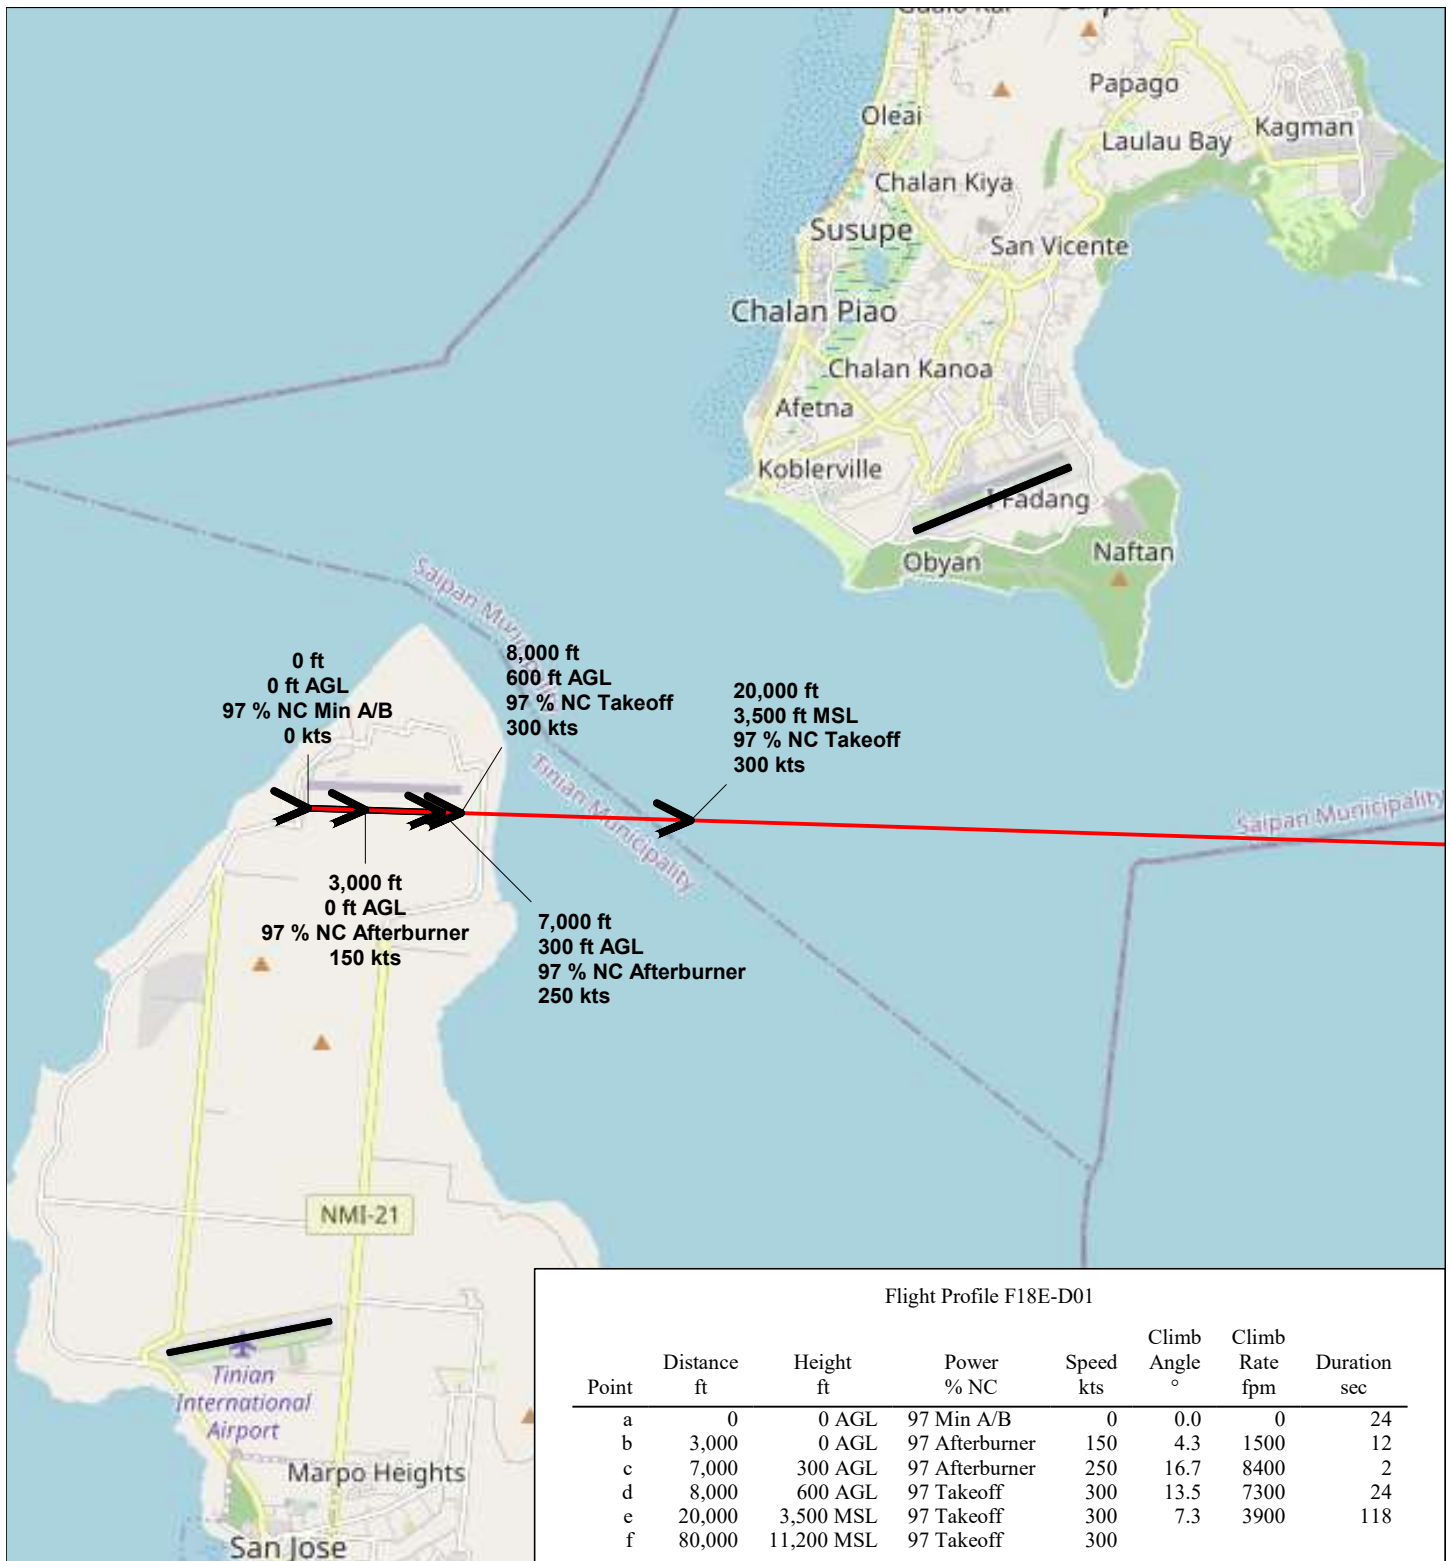 Papago
Oleai
Kagman
Laulau Bay
Chalan Kiya
Susupe
San Vicente
Chalan Piao
Chalan Kanoa
Afetna
Koblerville
I Fadang
Naftan
Obyan
Saipan Municipality
0 ft
0 ft AGL
97 % NC Min A/B
0 kts
8,000 ft
600 ft AGL
97 % NC Takeoff
300 kts
20,000 ft
3,500 ft MSL
97 % NC Takeoff
300 kts
Tinian Municipality
Saipan Municipality
3,000 ft
0 ft AGL
97 % NC Afterburner
150 kts
7,000 ft
300 ft AGL
97 % NC Afterburner
250 kts
NMI-21
Tinian
International
Airport
Marpo Heights
San Jose
Flight Profile F18E-D01
Climb Climb
Distance Height Power Speed Angle Rate Duration
Point ft ft % NC kts ° fpm sec
a 0 0 AGL 97 Min A/B 0 0.0 0 24
b 3,000 0 AGL 97 Afterburner 150 4.3 1500 12
c 7,000 300 AGL 97 Afterburner 250 16.7 8400 2
d 8,000 600 AGL 97 Takeoff 300 13.5 7300 24
e 20,000 3,500 MSL 97 Takeoff 300 7.3 3900 118
f 80,000 11,200 MSL 97 Takeoff 300